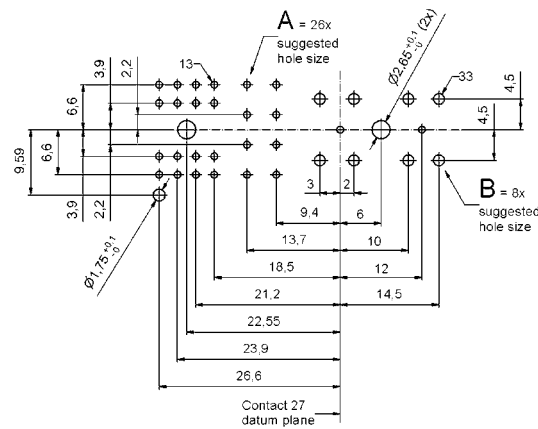 A = 26x
suggested
hole size
Ø2,65 +0,1 -0 (2x)
13
33
3,9
2,2
6,6
4,5
4,5
9,59
6,6
3,9
2,2
3
2
B = 8x
suggested
hole size
9,4
6
Ø1,75 +0,1 -0
13,7
10
18,5
12
21,2
14,5
22,55
23,9
26,6
Contact 27
datum plane